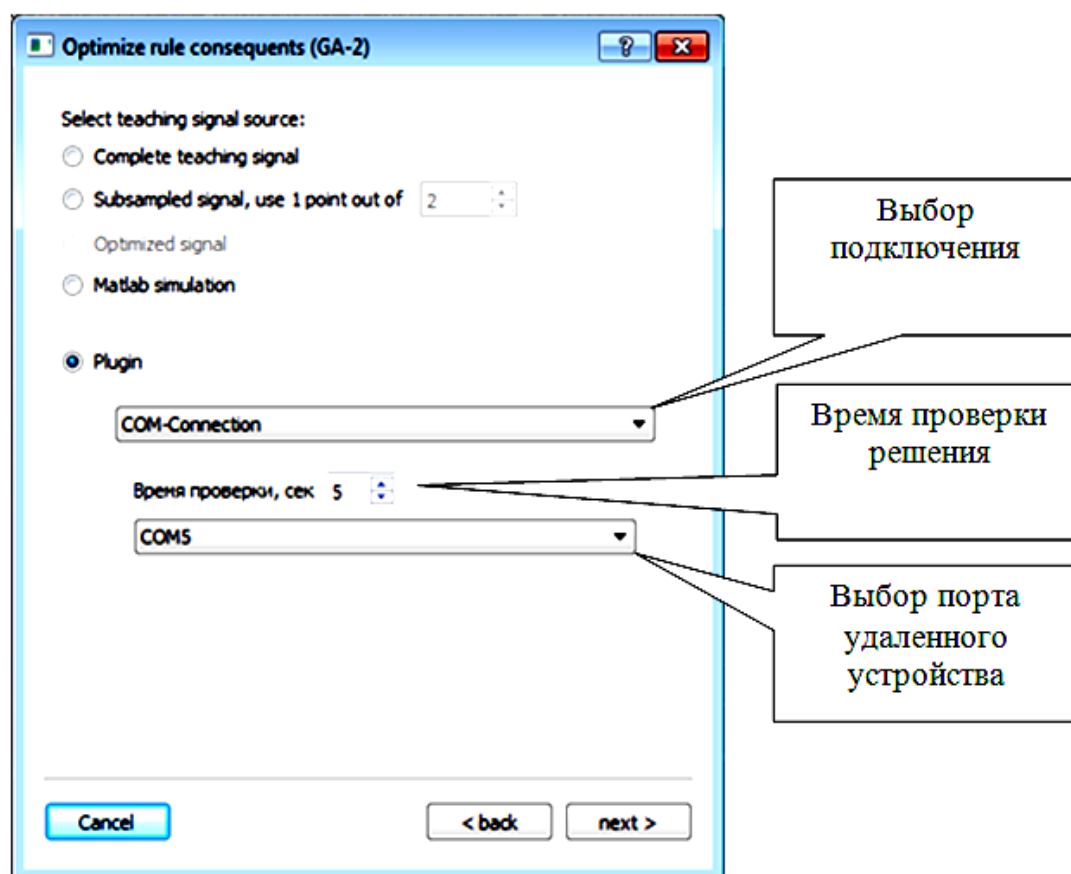 Optimize rule consequents (GA-2)
Select teaching signal source:
Complete teaching signal
Subsampled signal, use 1 point out of 2
Optimized signal
Matlab simulation
Plugin
COM-Connection
Время проверки, сек 5
COM5
Cancel
< back
next >
Выбор
подключения
Время проверки
решения
Выбор порта
удаленного
устройства